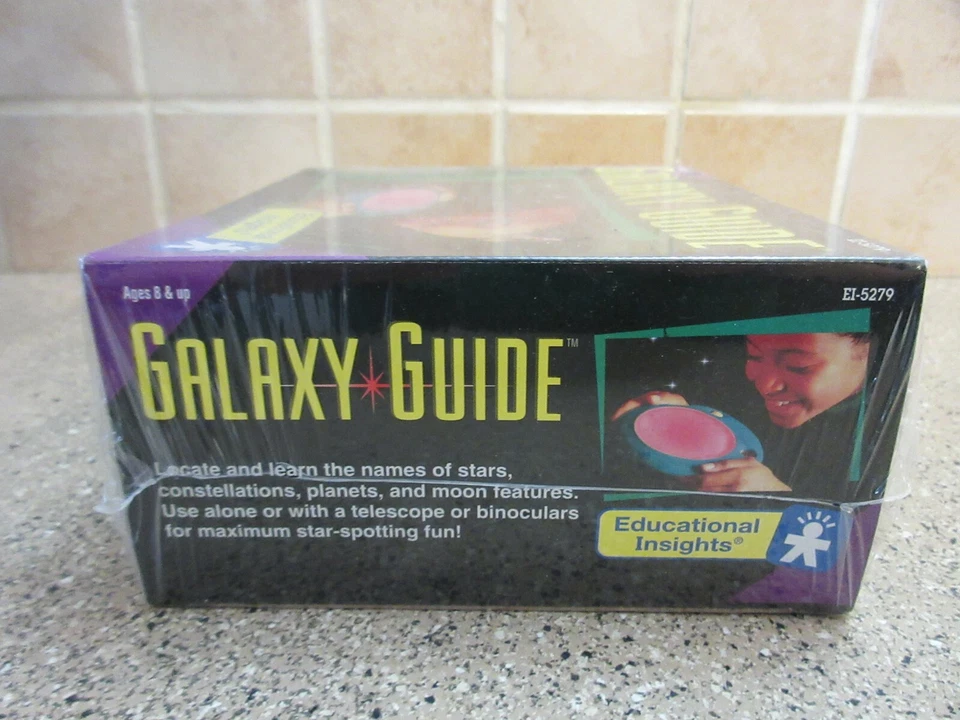 Ages 8 & up
EI-5279
GALAXY GUIDE™
Locate and learn the names of stars,
constellations, planets, and moon features.
Use alone or with a telescope or binoculars
for maximum star-spotting fun!
Educational
Insights®